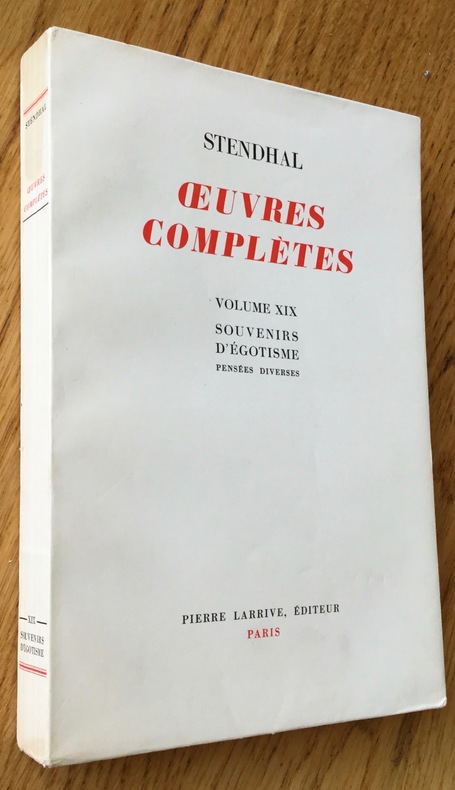 STENDHAL
ŒUVRES
COMPLÈTES
VOLUME XIX
SOUVENIRS
D'ÉGOTISME
PENSÉES DIVERSES
PIERRE LARRIVE, ÉDITEUR
PARIS
STENDHAL
ŒUVRES
COMPLÈTES
XIX
SOUVENIRS
D'ÉGOTISME